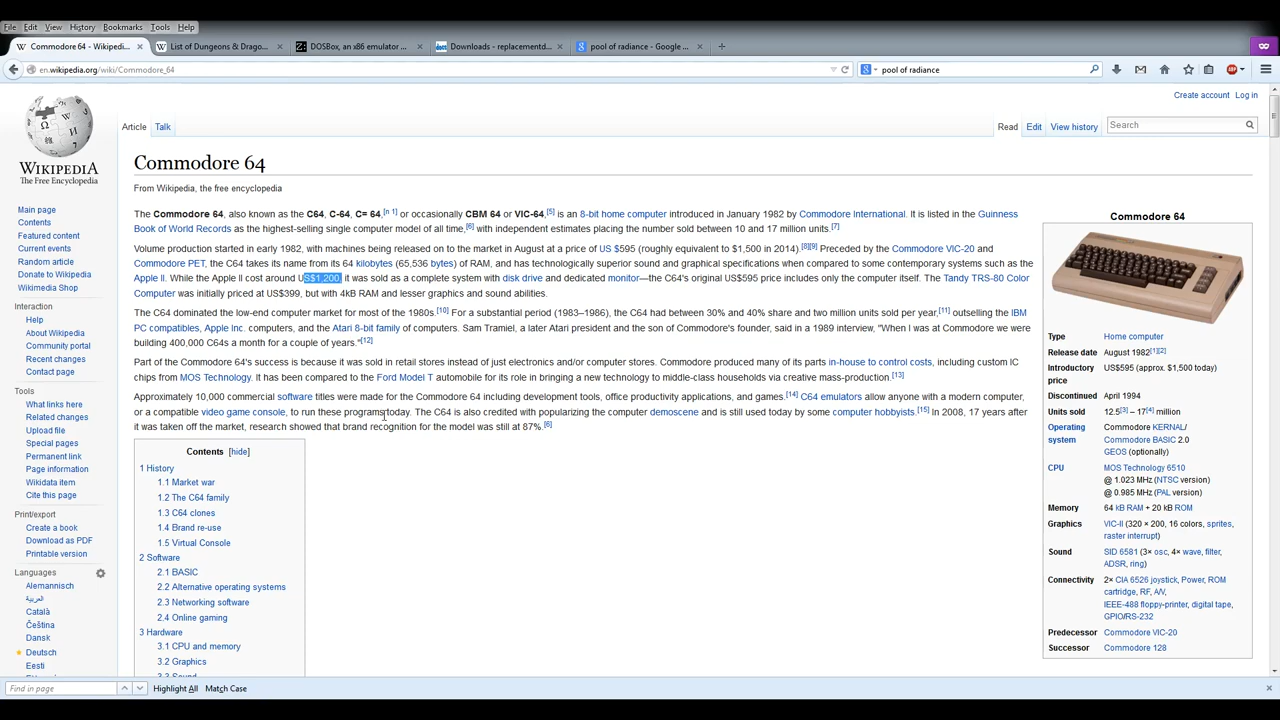 File Edit View History Bookmarks Tools Help
Commodore 64 - Wikipedi... × List of Dungeons & Drago... × DOSBox, an x86 emulator ... × Downloads - replacementd... × pool of radiance - Google ... × +
en.wikipedia.org/wiki/Commodore_64 pool of radiance
Create account Log in
Article Talk Read Edit View history Search
WIKIPEDIA
The Free Encyclopedia
Main page
Contents
Featured content
Current events
Random article
Donate to Wikipedia
Wikimedia Shop
Interaction
Help
About Wikipedia
Community portal
Recent changes
Contact page
Tools
What links here
Related changes
Upload file
Special pages
Permanent link
Page information
Wikidata item
Cite this page
Print/export
Create a book
Download as PDF
Printable version
Languages
Alemannisch
العربية
Català
Čeština
Dansk
Deutsch
Eesti
Commodore 64
From Wikipedia, the free encyclopedia
The Commodore 64, also known as the C64, C-64, C= 64,[n 1] or occasionally CBM 64 or VIC-64,[5] is an 8-bit home computer introduced in January 1982 by Commodore International. It is listed in the Guinness
Book of World Records as the highest-selling single computer model of all time,[6] with independent estimates placing the number sold between 10 and 17 million units.[7]
Volume production started in early 1982, with machines being released on to the market in August at a price of US $595 (roughly equivalent to $1,500 in 2014).[8][9] Preceded by the Commodore VIC-20 and
Commodore PET, the C64 takes its name from its 64 kilobytes (65,536 bytes) of RAM, and has technologically superior sound and graphical specifications when compared to some contemporary systems such as the
Apple II. While the Apple II cost around US$1,200, it was sold as a complete system with disk drive and dedicated monitor—the C64's original US$595 price includes only the computer itself. The Tandy TRS-80 Color
Computer was initially priced at US$399, but with 4kB RAM and lesser graphics and sound abilities.
The C64 dominated the low-end computer market for most of the 1980s.[10] For a substantial period (1983–1986), the C64 had between 30% and 40% share and two million units sold per year,[11] outselling the IBM
PC compatibles, Apple Inc. computers, and the Atari 8-bit family of computers. Sam Tramiel, a later Atari president and the son of Commodore's founder, said in a 1989 interview, "When I was at Commodore we were
building 400,000 C64s a month for a couple of years."[12]
Part of the Commodore 64's success is because it was sold in retail stores instead of just electronics and/or computer stores. Commodore produced many of its parts in-house to control costs, including custom IC
chips from MOS Technology. It has been compared to the Ford Model T automobile for its role in bringing a new technology to middle-class households via creative mass-production.[13]
Approximately 10,000 commercial software titles were made for the Commodore 64 including development tools, office productivity applications, and games.[14] C64 emulators allow anyone with a modern computer,
or a compatible video game console, to run these programs today. The C64 is also credited with popularizing the computer demoscene and is still used today by some computer hobbyists.[15] In 2008, 17 years after
it was taken off the market, research showed that brand recognition for the model was still at 87%.[6]
Contents [hide]
1 History
1.1 Market war
1.2 The C64 family
1.3 C64 clones
1.4 Brand re-use
1.5 Virtual Console
2 Software
2.1 BASIC
2.2 Alternative operating systems
2.3 Networking software
2.4 Online gaming
3 Hardware
3.1 CPU and memory
3.2 Graphics
3.3 Sound
Commodore 64
Type Home computer
Release date August 1982[1][2]
Introductory price US$595 (approx. $1,500 today)
Discontinued April 1994
Units sold 12.5[3] – 17[4] million
Operating system Commodore KERNAL/
Commodore BASIC 2.0
GEOS (optionally)
CPU MOS Technology 6510
@ 1.023 MHz (NTSC version)
@ 0.985 MHz (PAL version)
Memory 64 kB RAM + 20 kB ROM
Graphics VIC-II (320 × 200, 16 colors, sprites,
raster interrupt)
Sound SID 6581 (3× osc, 4× wave, filter,
ADSR, ring)
Connectivity 2× CIA 6526 joystick, Power, ROM
cartridge, RF, A/V,
IEEE-488 floppy-printer, digital tape,
GPIO/RS-232
Predecessor Commodore VIC-20
Successor Commodore 128
Find in page Highlight All Match Case